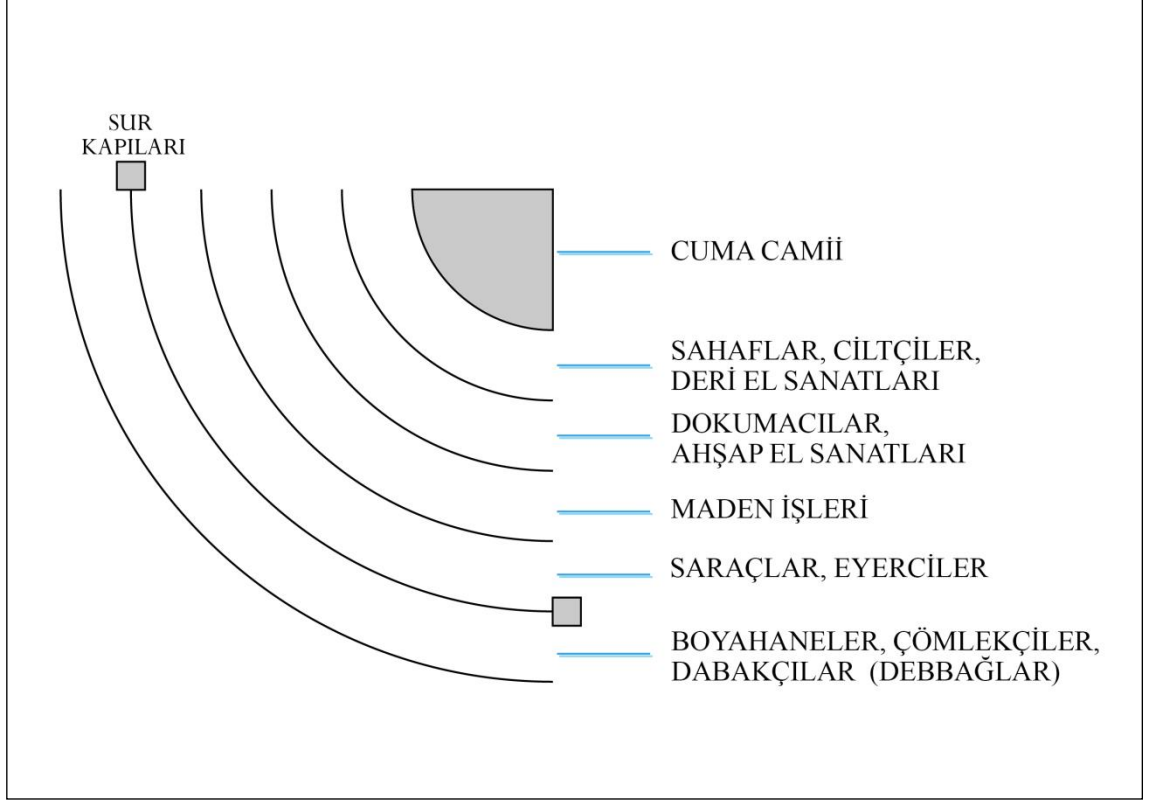 SUR
KAPILARI
CUMA CAMİİ
SAHAFLAR, CİLTÇİLER,
DERİ EL SANATLARI
DOKUMACILAR,
AHŞAP EL SANATLARI
MADEN İŞLERİ
SARAÇLAR, EYERCİLER
BOYAHANELER, ÇÖMLEKÇİLER,
DABAKÇILAR (DEBBAĞLAR)